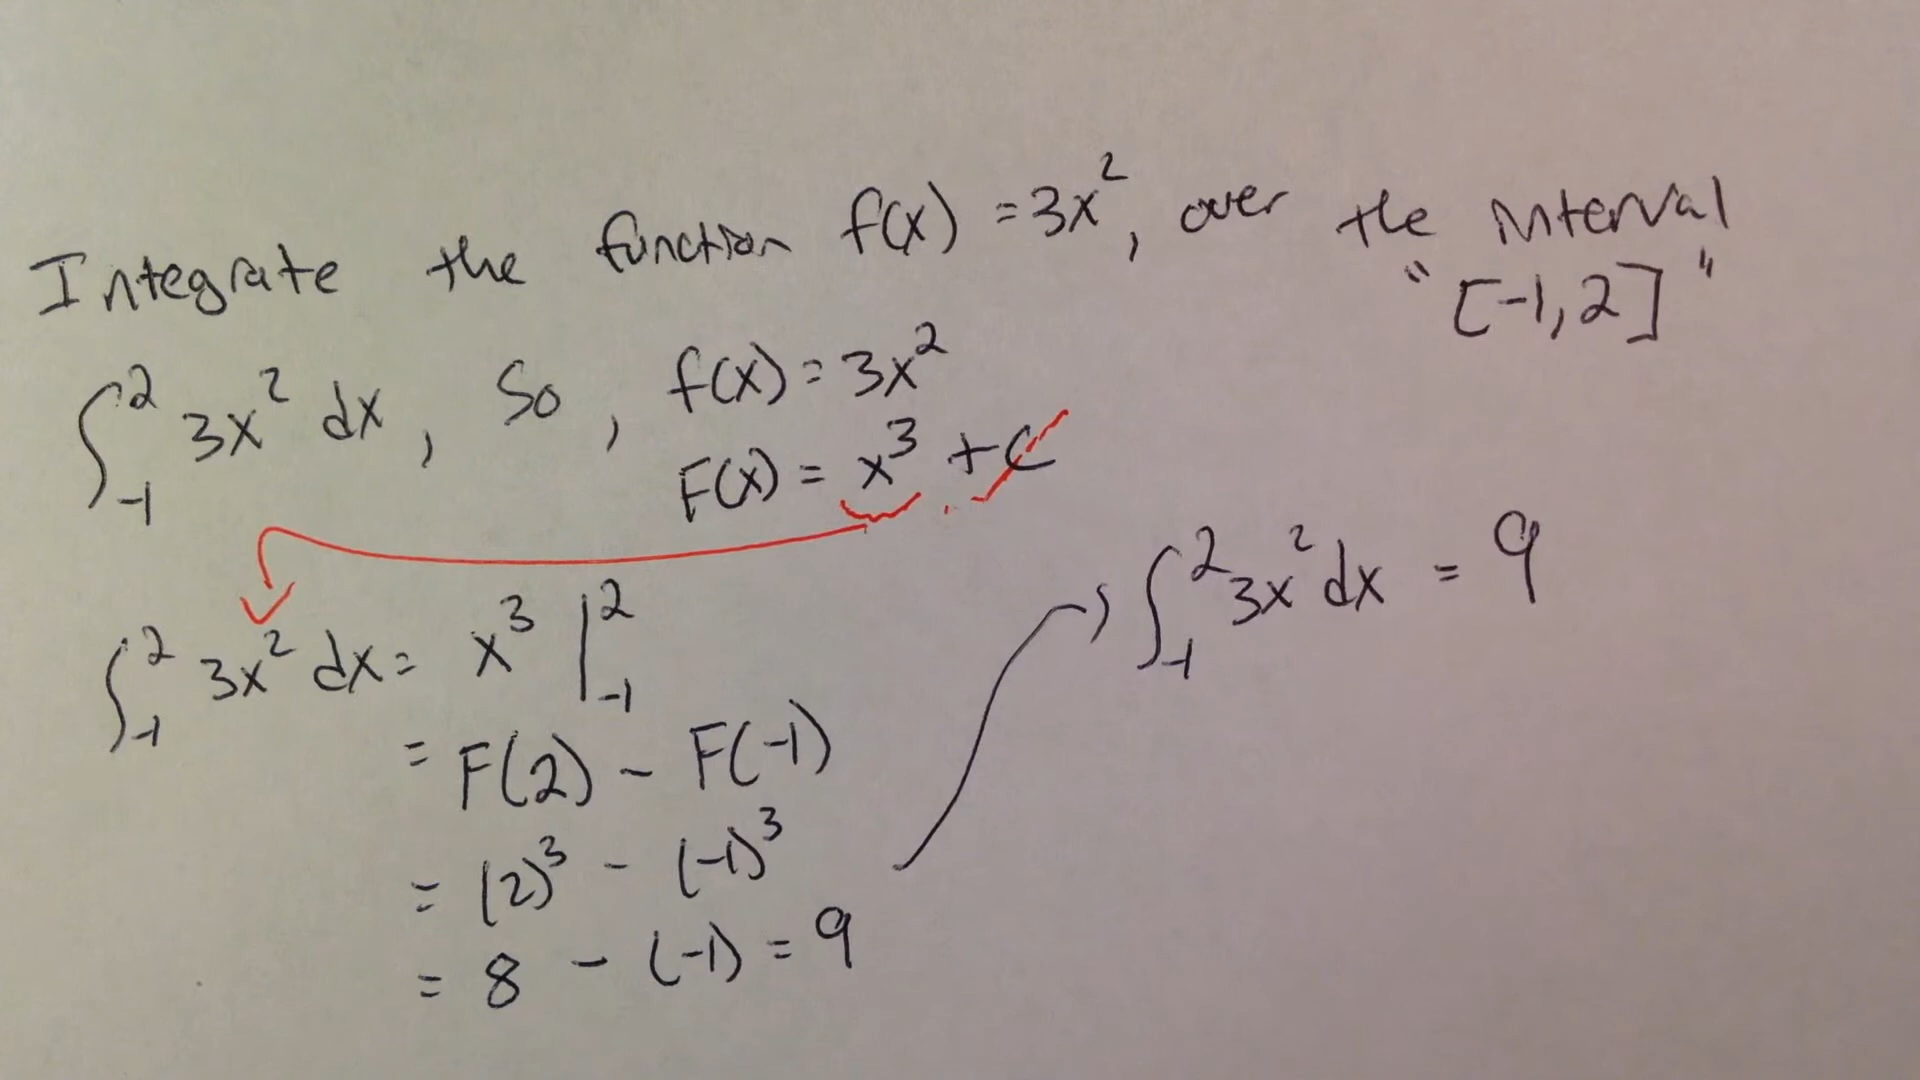 Integrate the function f(x) = 3x², over the interval
"[-1,2]"
∫₋₁² 3x² dx, So, f(x) = 3x²
F(x) = x³ + C
∫₋₁² 3x² dx = x³ |₋₁²
= F(2) - F(-1)
= (2)³ - (-1)³
= 8 - (-1) = 9
∫₋₁² 3x² dx = 9